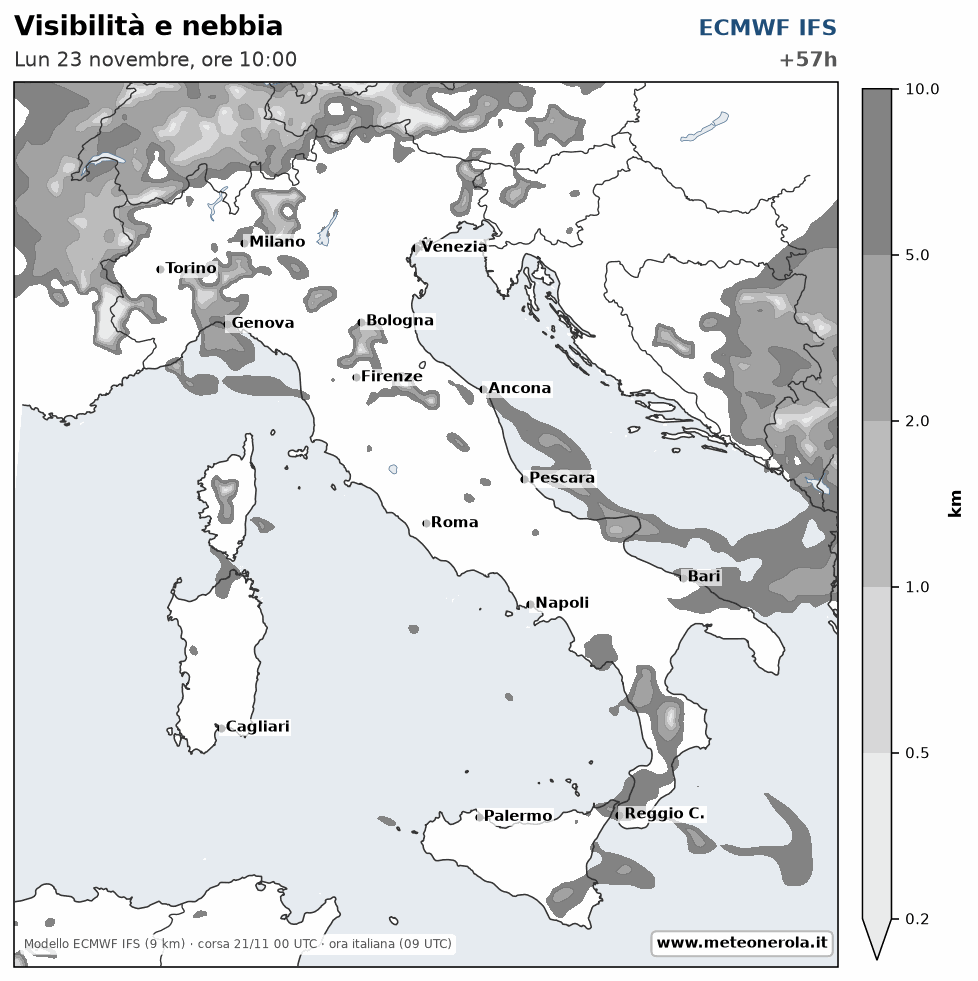 Visibilità e nebbia
ECMWF IFS
Lun 23 novembre, ore 10:00
+57h
10.0
5.0
2.0
1.0
0.5
0.2
km
Milano
Venezia
Torino
Genova
Bologna
Firenze
Ancona
Pescara
Roma
Bari
Napoli
Cagliari
Palermo
Reggio C.
Modello ECMWF IFS (9 km) · corsa 21/11 00 UTC · ora italiana (09 UTC)
www.meteonerola.it